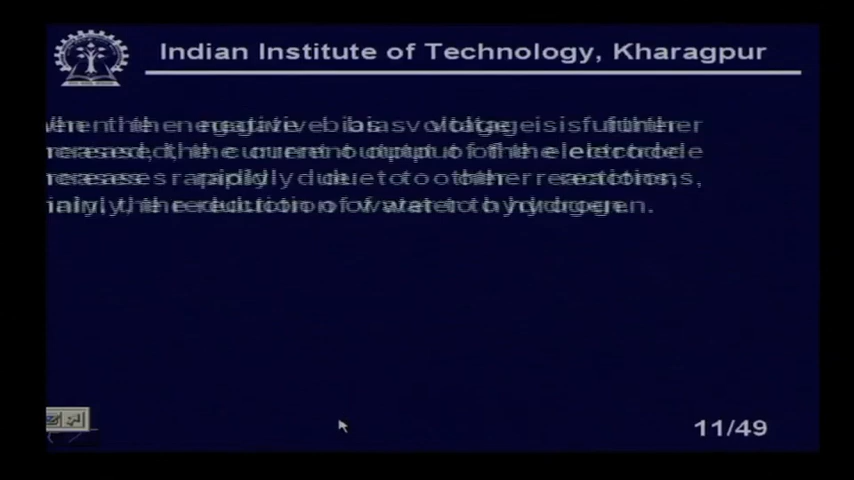 Indian Institute of Technology, Kharagpur
When the negative bias voltage is further
increased, the current output of the electrode
increases rapidly due to other reactions,
mainly, the reduction of water to hydrogen.
11/49